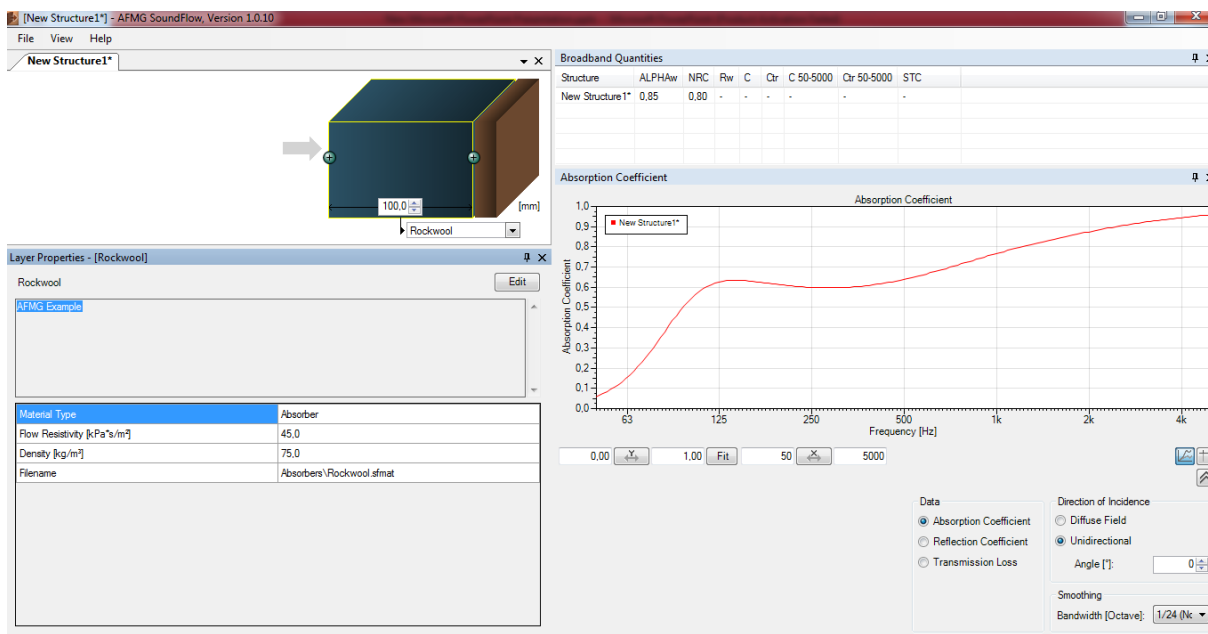 [New Structure1*] - AFMG SoundFlow, Version 1.0.10
File View Help
New Structure1*
100,0
[mm]
Rockwool
Layer Properties - [Rockwool]
Rockwool
Edit
AFMG Example
Material Type Absorber
Flow Resistivity [kPa*s/m²] 45,0
Density [kg/m³] 75,0
Filename Absorbers\Rockwool.sfmat
Broadband Quantities
Structure ALPHAw NRC Rw C Ctr C 50-5000 Ctr 50-5000 STC
New Structure1* 0,85 0,80 - - - - - -
Absorption Coefficient
Absorption Coefficient
New Structure1*
Absorption Coefficient
1,0
0,9
0,8
0,7
0,6
0,5
0,4
0,3
0,2
0,1
0,0
63 125 250 500 1k 2k 4k
Frequency [Hz]
0,00 Y 1,00 Fit 50 X 5000
Data
Absorption Coefficient
Reflection Coefficient
Transmission Loss
Direction of Incidence
Diffuse Field
Unidirectional
Angle [°]: 0
Smoothing
Bandwidth [Octave]: 1/24 (Nc